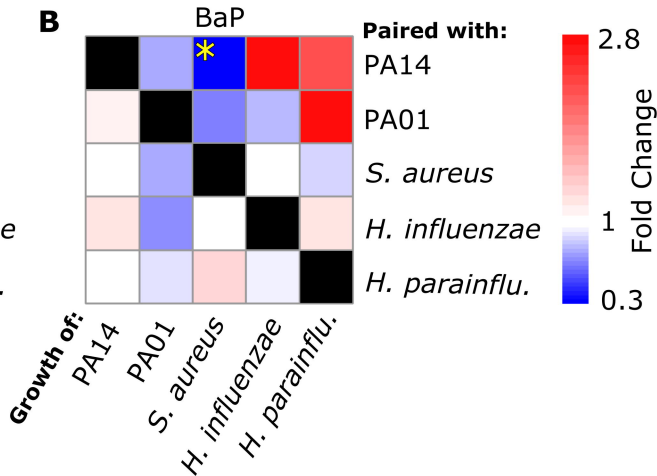 B
BaP
Paired with:
PA14
PA01
S. aureus
H. influenzae
H. parainflu.
*
e
.
Growth of:
PA14
PA01
S. aureus
H. influenzae
H. parainflu.
2.8
1
0.3
Fold Change